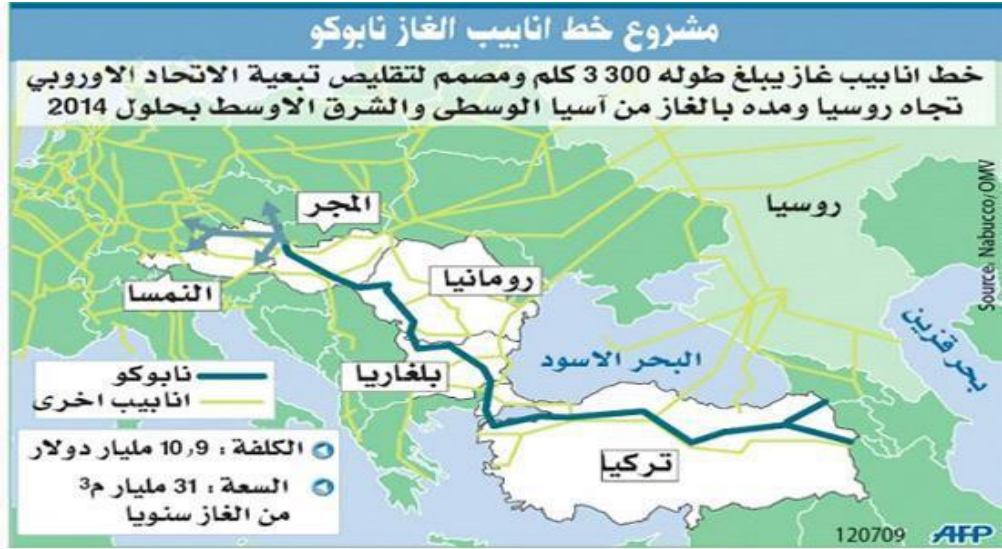 مشروع خط انابيب الغاز نابوكو
خط انابيب غاز يبلغ طوله 300 3 كلم ومصمم لتقليص تبعية الاتحاد الاوروبي
تجاه روسيا ومده بالغاز من آسيا الوسطى والشرق الاوسط بحلول 2014
Source: Nabucco/OMV
روسيا
المجر
رومانيا
النمسا
بحر قزين
البحر الاسود
بلغاريا
نابوكو
انابيب اخرى
تركيا
الكلفة : 10,9 مليار دولار
السعة : 31 مليار م³
من الغاز سنويا
120709 AFP